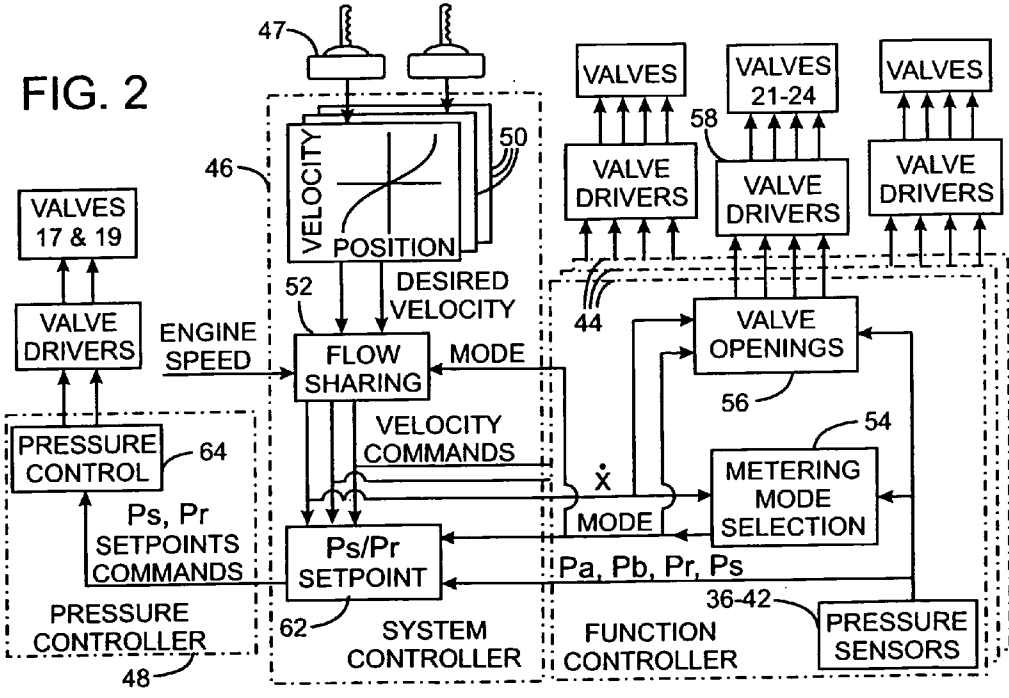 FIG. 2
47
VALVES
VALVES
21-24
VALVES
58
46
50
VELOCITY
POSITION
VALVE
DRIVERS
VALVE
DRIVERS
VALVE
DRIVERS
VALVES
17 & 19
DESIRED
VELOCITY
52
44
VALVE
DRIVERS
ENGINE
SPEED
FLOW
SHARING
MODE
VALVE
OPENINGS
56
VELOCITY
COMMANDS
54
PRESSURE
CONTROL
64
METERING
MODE
SELECTION
ẋ
MODE
Ps, Pr
SETPOINTS
COMMANDS
Ps/Pr
SETPOINT
Pa, Pb, Pr, Ps
36-42
PRESSURE
SENSORS
62
PRESSURE
CONTROLLER
48
SYSTEM
CONTROLLER
FUNCTION
CONTROLLER